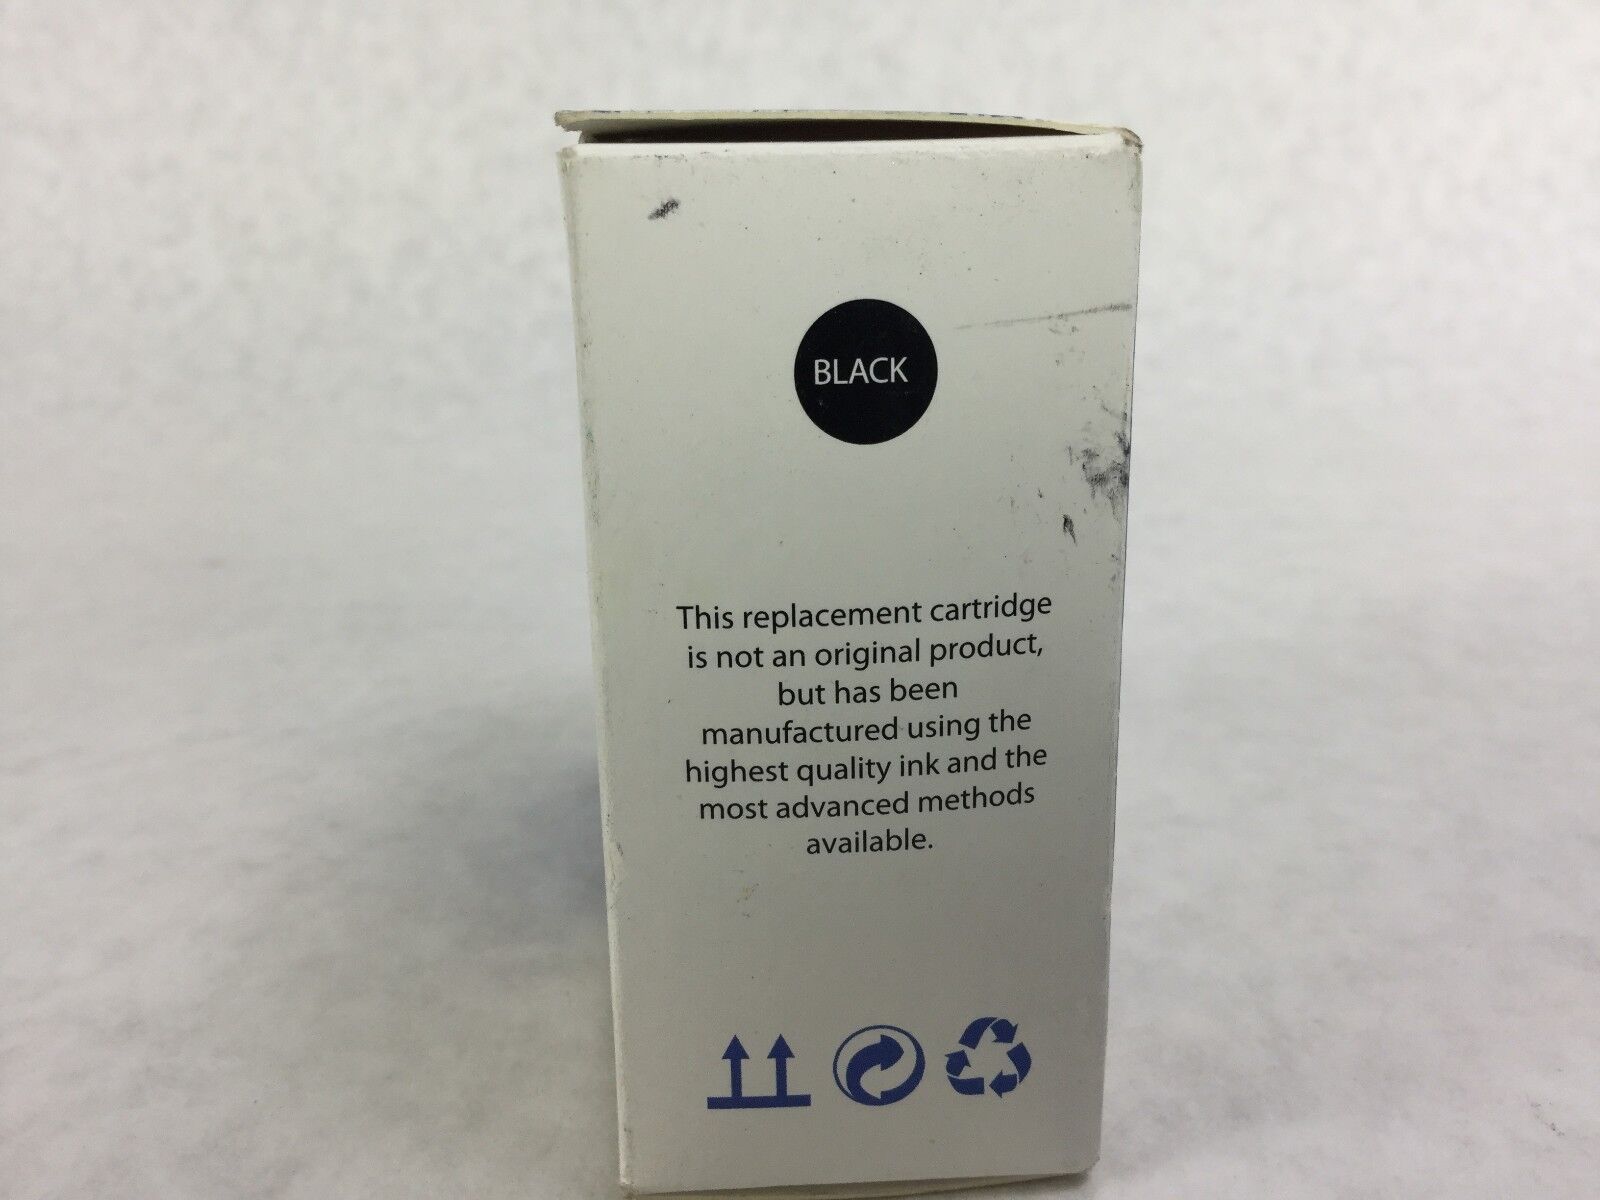 BLACK
This replacement cartridge
is not an original product,
but has been
manufactured using the
highest quality ink and the
most advanced methods
available.